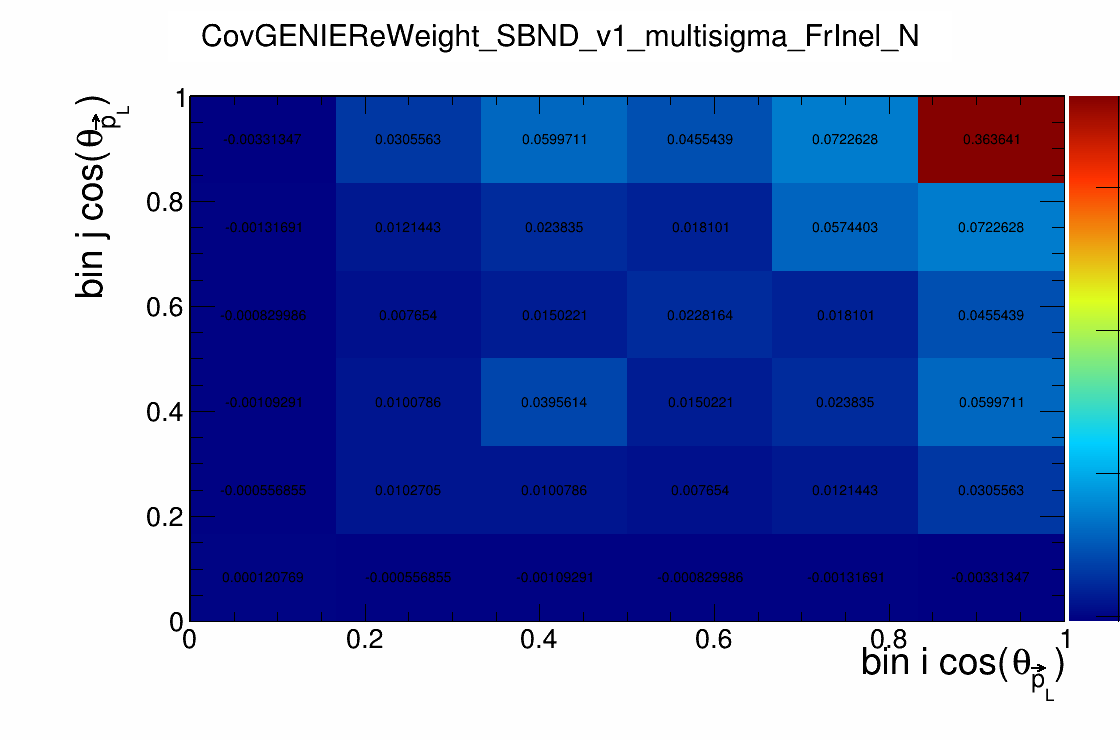 CovGENIEReWeight_SBND_v1_multisigma_FrInel_N
bin j cos(θ_p⃗_L)
1
-0.00331347 0.0305563 0.0599711 0.0455439 0.0722628 0.363641
0.8
-0.00131691 0.0121443 0.023835 0.018101 0.0574403 0.0722628
0.6
-0.000829986 0.007654 0.0150221 0.0228164 0.018101 0.0455439
0.4
-0.00109291 0.0100786 0.0395614 0.0150221 0.023835 0.0599711
0.2
-0.000556855 0.0102705 0.0100786 0.007654 0.0121443 0.0305563
0.000120769 -0.000556855 -0.00109291 -0.000829986 -0.00131691 -0.00331347
0
0 0.2 0.4 0.6 0.8 1
bin i cos(θ_p⃗_L)